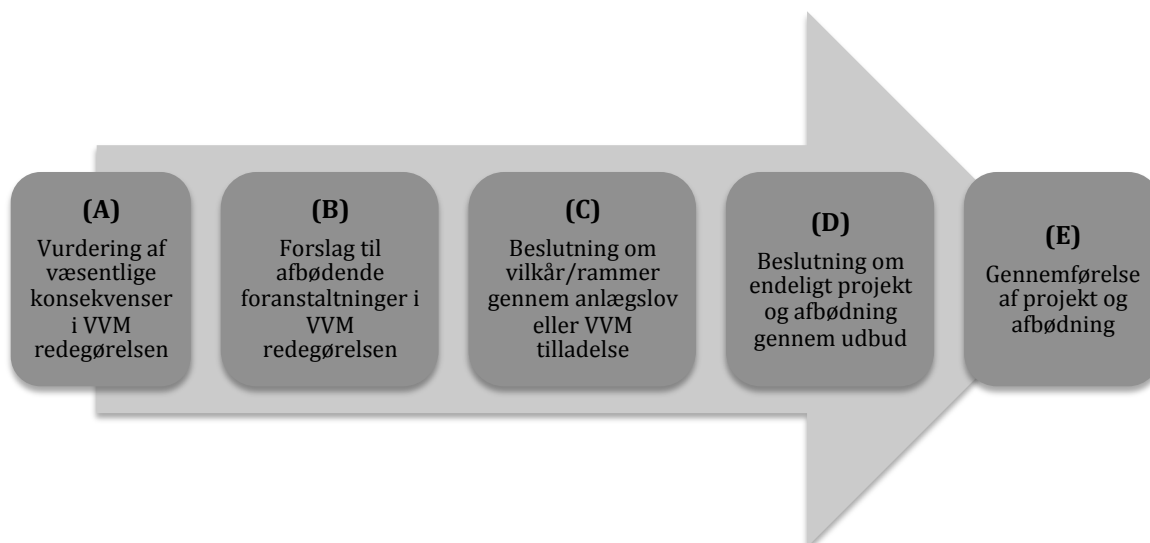 (A)
Vurdering af
væsentlige
konsekvenser
i VVM
redegørelsen
(B)
Forslag til
afbødende
foranstaltninger i
VVM
redegørelsen
(C)
Beslutning om
vilkår/rammer
gennem anlægslov
eller VVM
tilladelse
(D)
Beslutning om
endeligt projekt
og afbødning
gennem udbud
(E)
Gennemførelse
af projekt og
afbødning